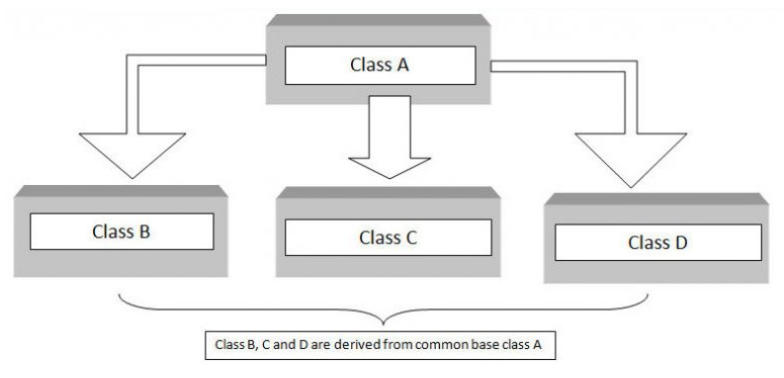 Class A
Class B
Class C
Class D
Class B, C and D are derived from common base class A